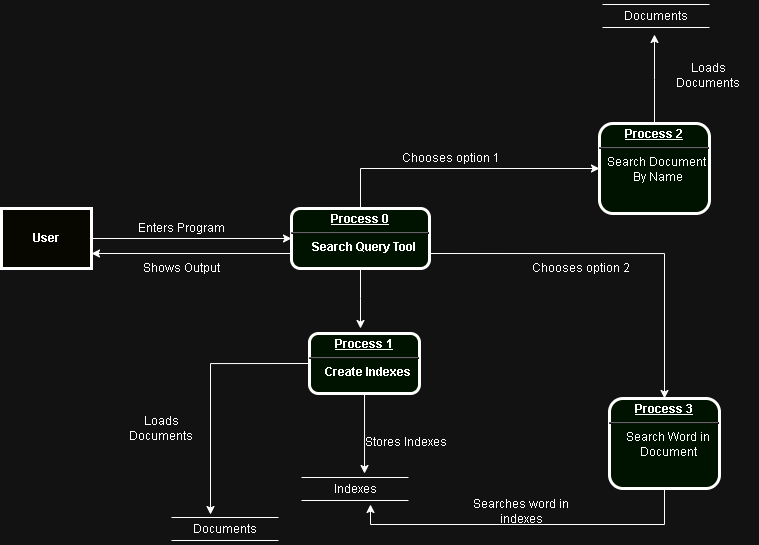 Documents
Loads
Documents
Process 2
Search Document
By Name
Chooses option 1
Process 0
Search Query Tool
User
Enters Program
Shows Output
Chooses option 2
Process 1
Create Indexes
Loads
Documents
Stores Indexes
Process 3
Search Word in
Document
Indexes
Searches word in
indexes
Documents